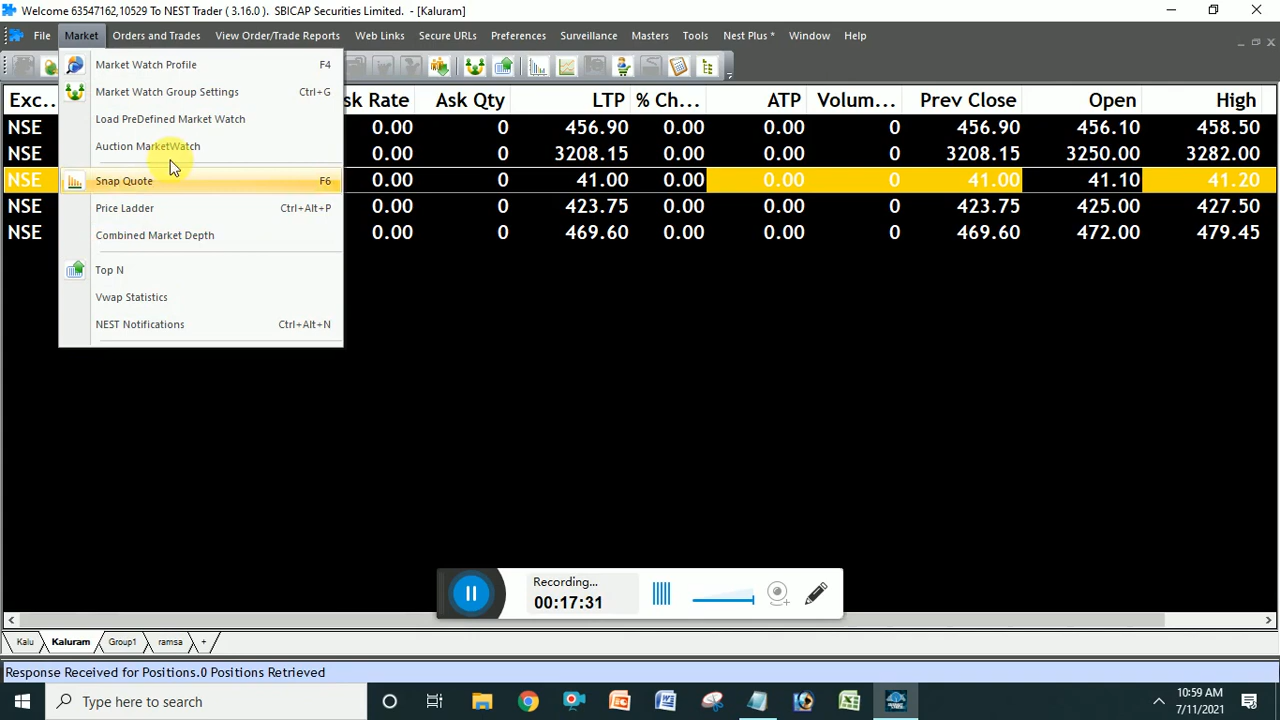 Welcome 63547162,10529 To NEST Trader ( 3.16.0 ). SBICAP Securities Limited. - [Kaluram]
File Market Orders and Trades View Order/Trade Reports Web Links Secure URLs Preferences Surveillance Masters Tools Nest Plus * Window Help
Market Watch Profile F4
Market Watch Group Settings Ctrl+G
Load PreDefined Market Watch
Auction MarketWatch
Snap Quote F6
Price Ladder Ctrl+Alt+P
Combined Market Depth
Top N
Vwap Statistics
NEST Notifications Ctrl+Alt+N
Exc... sk Rate Ask Qty LTP % Ch... ATP Volum... Prev Close Open High
NSE 0.00 0 456.90 0.00 0.00 0 456.90 456.10 458.50
NSE 0.00 0 3208.15 0.00 0.00 0 3208.15 3250.00 3282.00
NSE 0.00 0 41.00 0.00 0.00 0 41.00 41.10 41.20
NSE 0.00 0 423.75 0.00 0.00 0 423.75 425.00 427.50
NSE 0.00 0 469.60 0.00 0.00 0 469.60 472.00 479.45
Recording...
00:17:31
Kalu Kaluram Group1 ramsa +
Response Received for Positions.0 Positions Retrieved
Type here to search
10:59 AM
7/11/2021